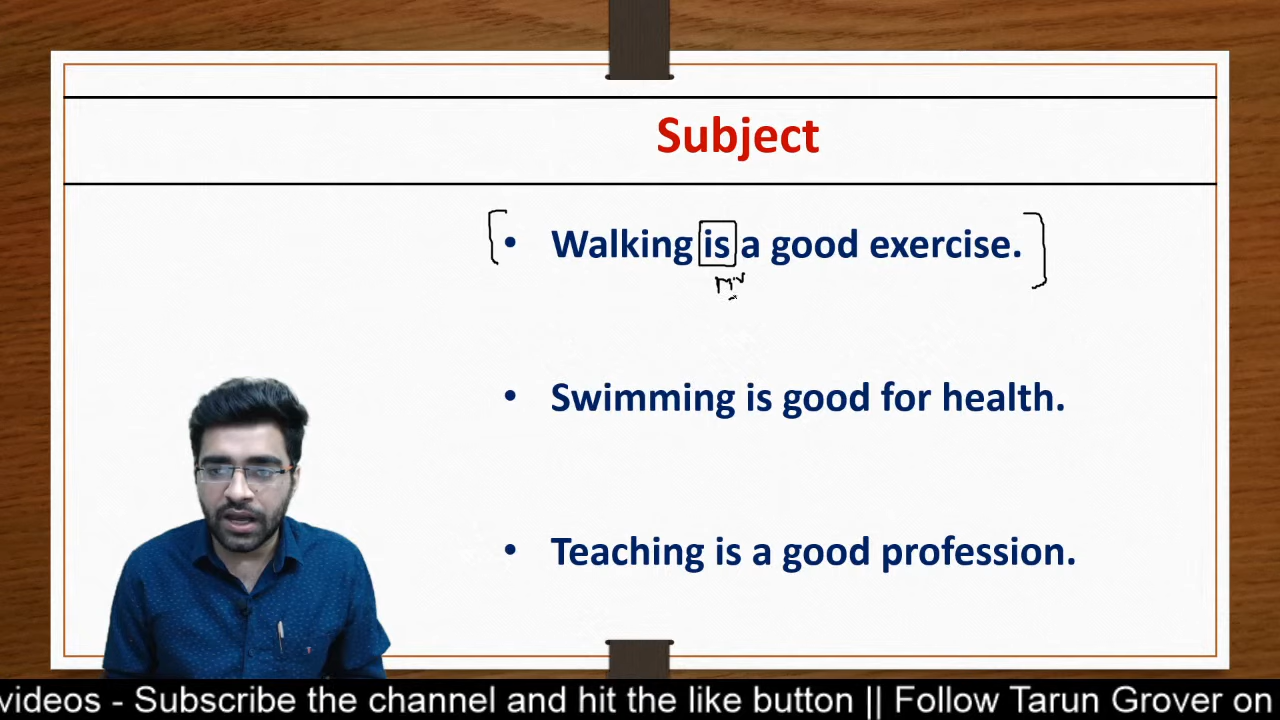 Subject
• Walking is a good exercise.
M.V
• Swimming is good for health.
• Teaching is a good profession.
videos - Subscribe the channel and hit the like button || Follow Tarun Grover on